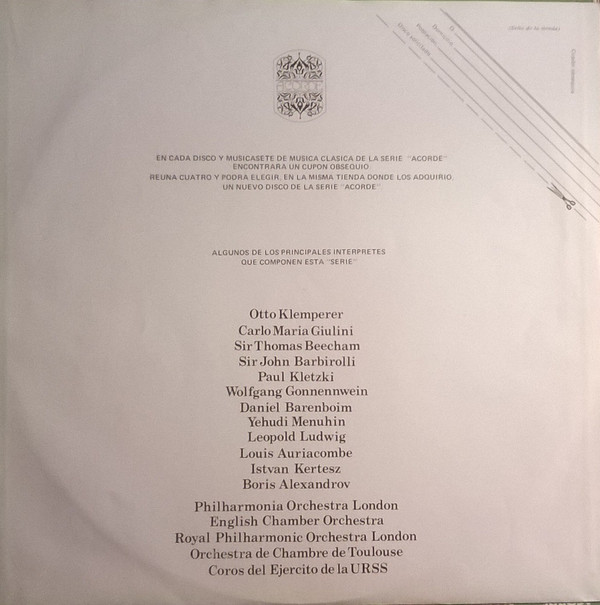 (Sello de la tienda)
EN CADA DISCO Y MUSICASETE DE MUSICA CLASICA DE LA SERIE "ACORDE"
ENCONTRARA UN CUPON OBSEQUIO.
REUNA CUATRO Y PODRA ELEGIR, EN LA MISMA TIENDA DONDE LOS ADQUIRIO,
UN NUEVO DISCO DE LA SERIE "ACORDE".
ALGUNOS DE LOS PRINCIPALES INTERPRETES
QUE COMPONEN ESTA "SERIE"
Otto Klemperer
Carlo Maria Giulini
Sir Thomas Beecham
Sir John Barbirolli
Paul Kletzki
Wolfgang Gonnennwein
Daniel Barenboim
Yehudi Menuhin
Leopold Ludwig
Louis Auriacombe
Istvan Kertesz
Boris Alexandrov
Philharmonia Orchestra London
English Chamber Orchestra
Royal Philharmonic Orchestra London
Orchestra de Chambre de Toulouse
Coros del Ejercito de la URSS